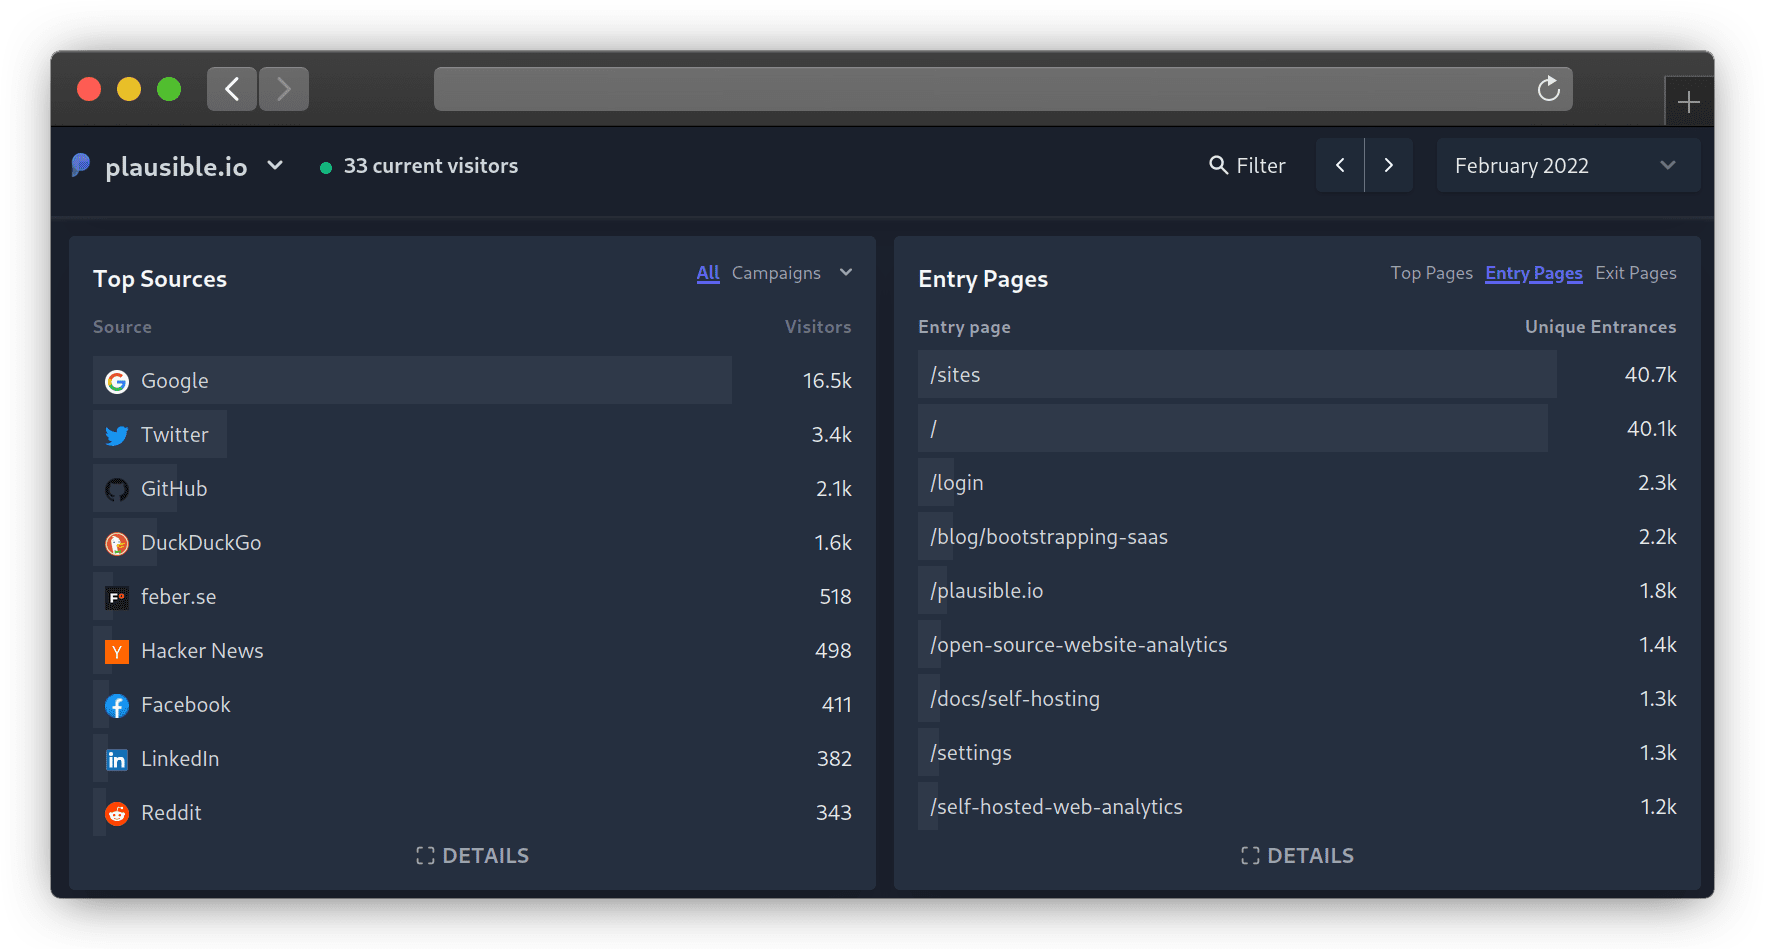 plausible.io
33 current visitors
Filter
February 2022
Top Sources
All Campaigns
Source Visitors
Google 16.5k
Twitter 3.4k
GitHub 2.1k
DuckDuckGo 1.6k
feber.se 518
Hacker News 498
Facebook 411
LinkedIn 382
Reddit 343
DETAILS
Entry Pages
Top Pages Entry Pages Exit Pages
Entry page Unique Entrances
/sites 40.7k
/ 40.1k
/login 2.3k
/blog/bootstrapping-saas 2.2k
/plausible.io 1.8k
/open-source-website-analytics 1.4k
/docs/self-hosting 1.3k
/settings 1.3k
/self-hosted-web-analytics 1.2k
DETAILS